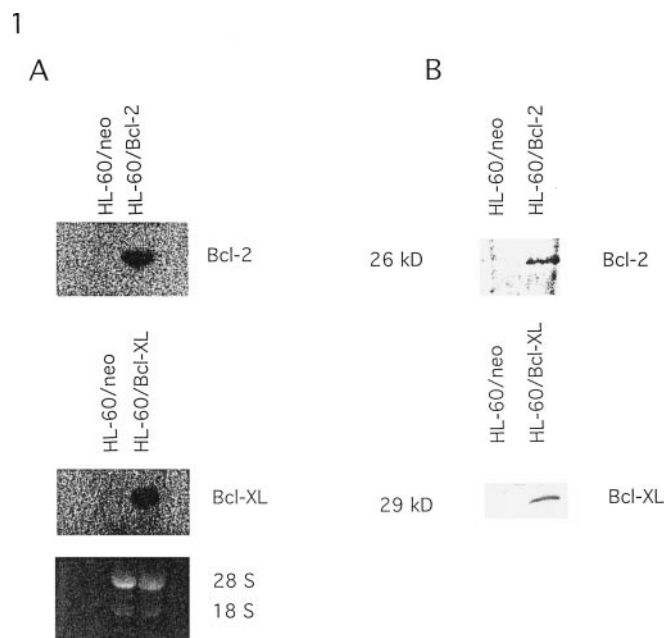 1
A
HL-60/neo
HL-60/Bcl-2
Bcl-2
HL-60/neo
HL-60/Bcl-XL
Bcl-XL
28 S
18 S
B
HL-60/neo
HL-60/Bcl-2
26 kD
Bcl-2
HL-60/neo
HL-60/Bcl-XL
29 kD
Bcl-XL